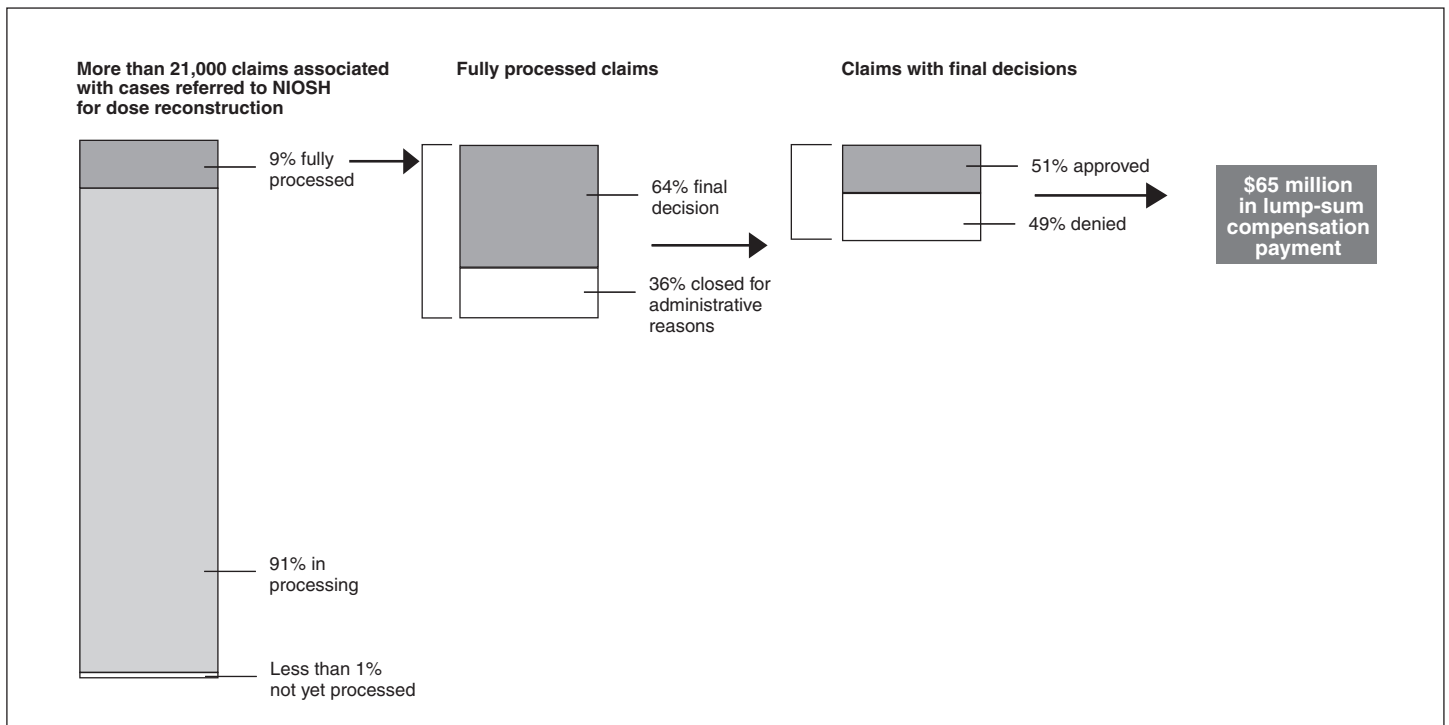 More than 21,000 claims associated
with cases referred to NIOSH
for dose reconstruction
9% fully
processed
91% in
processing
Less than 1%
not yet processed
Fully processed claims
64% final
decision
36% closed for
administrative
reasons
Claims with final decisions
51% approved
49% denied
$65 million
in lump-sum
compensation
payment